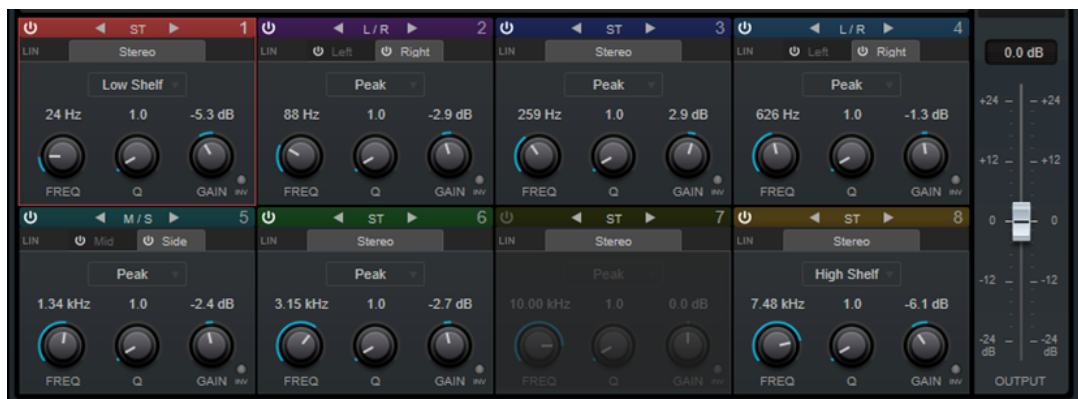 ST 1 L / R 2 ST 3 L / R 4
LIN Stereo LIN Left Right LIN Stereo LIN Left Right 0.0 dB
Low Shelf Peak Peak Peak
24 Hz 1.0 -5.3 dB 88 Hz 1.0 -2.9 dB 259 Hz 1.0 2.9 dB 626 Hz 1.0 -1.3 dB +24 +24
FREQ Q GAIN INV FREQ Q GAIN INV FREQ Q GAIN INV FREQ Q GAIN INV +12 +12
M / S 5 ST 6 ST 7 ST 8 0 0
LIN Mid Side LIN Stereo LIN Stereo LIN Stereo
Peak Peak Peak High Shelf -12 -12
1.34 kHz 1.0 -2.4 dB 3.15 kHz 1.0 -2.7 dB 10.00 kHz 1.0 0.0 dB 7.48 kHz 1.0 -6.1 dB
-24 -24
dB dB
FREQ Q GAIN INV FREQ Q GAIN INV FREQ Q GAIN INV FREQ Q GAIN INV OUTPUT